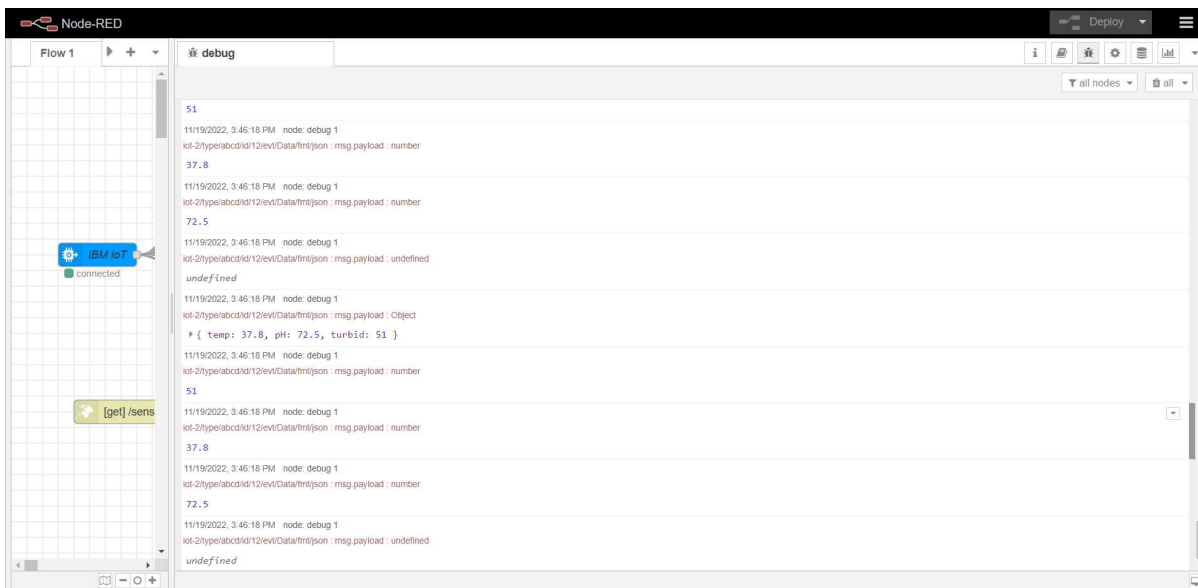 Node-RED
Deploy
Flow 1
debug
i
all nodes
all
51
11/19/2022, 3:46:18 PM node: debug 1
iot-2/type/abcd/id/12/evt/Data/fmt/json : msg.payload : number
37.8
11/19/2022, 3:46:18 PM node: debug 1
iot-2/type/abcd/id/12/evt/Data/fmt/json : msg.payload : number
72.5
11/19/2022, 3:46:18 PM node: debug 1
iot-2/type/abcd/id/12/evt/Data/fmt/json : msg.payload : undefined
undefined
11/19/2022, 3:46:18 PM node: debug 1
iot-2/type/abcd/id/12/evt/Data/fmt/json : msg.payload : Object
{ temp: 37.8, pH: 72.5, turbid: 51 }
11/19/2022, 3:46:18 PM node: debug 1
iot-2/type/abcd/id/12/evt/Data/fmt/json : msg.payload : number
51
11/19/2022, 3:46:18 PM node: debug 1
iot-2/type/abcd/id/12/evt/Data/fmt/json : msg.payload : number
37.8
11/19/2022, 3:46:18 PM node: debug 1
iot-2/type/abcd/id/12/evt/Data/fmt/json : msg.payload : number
72.5
11/19/2022, 3:46:18 PM node: debug 1
iot-2/type/abcd/id/12/evt/Data/fmt/json : msg.payload : undefined
undefined
IBM IoT
connected
[get] /sens